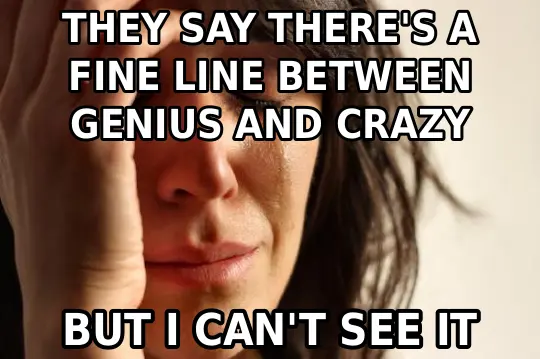 THEY SAY THERE'S A
FINE LINE BETWEEN
GENIUS AND CRAZY
BUT I CAN'T SEE IT